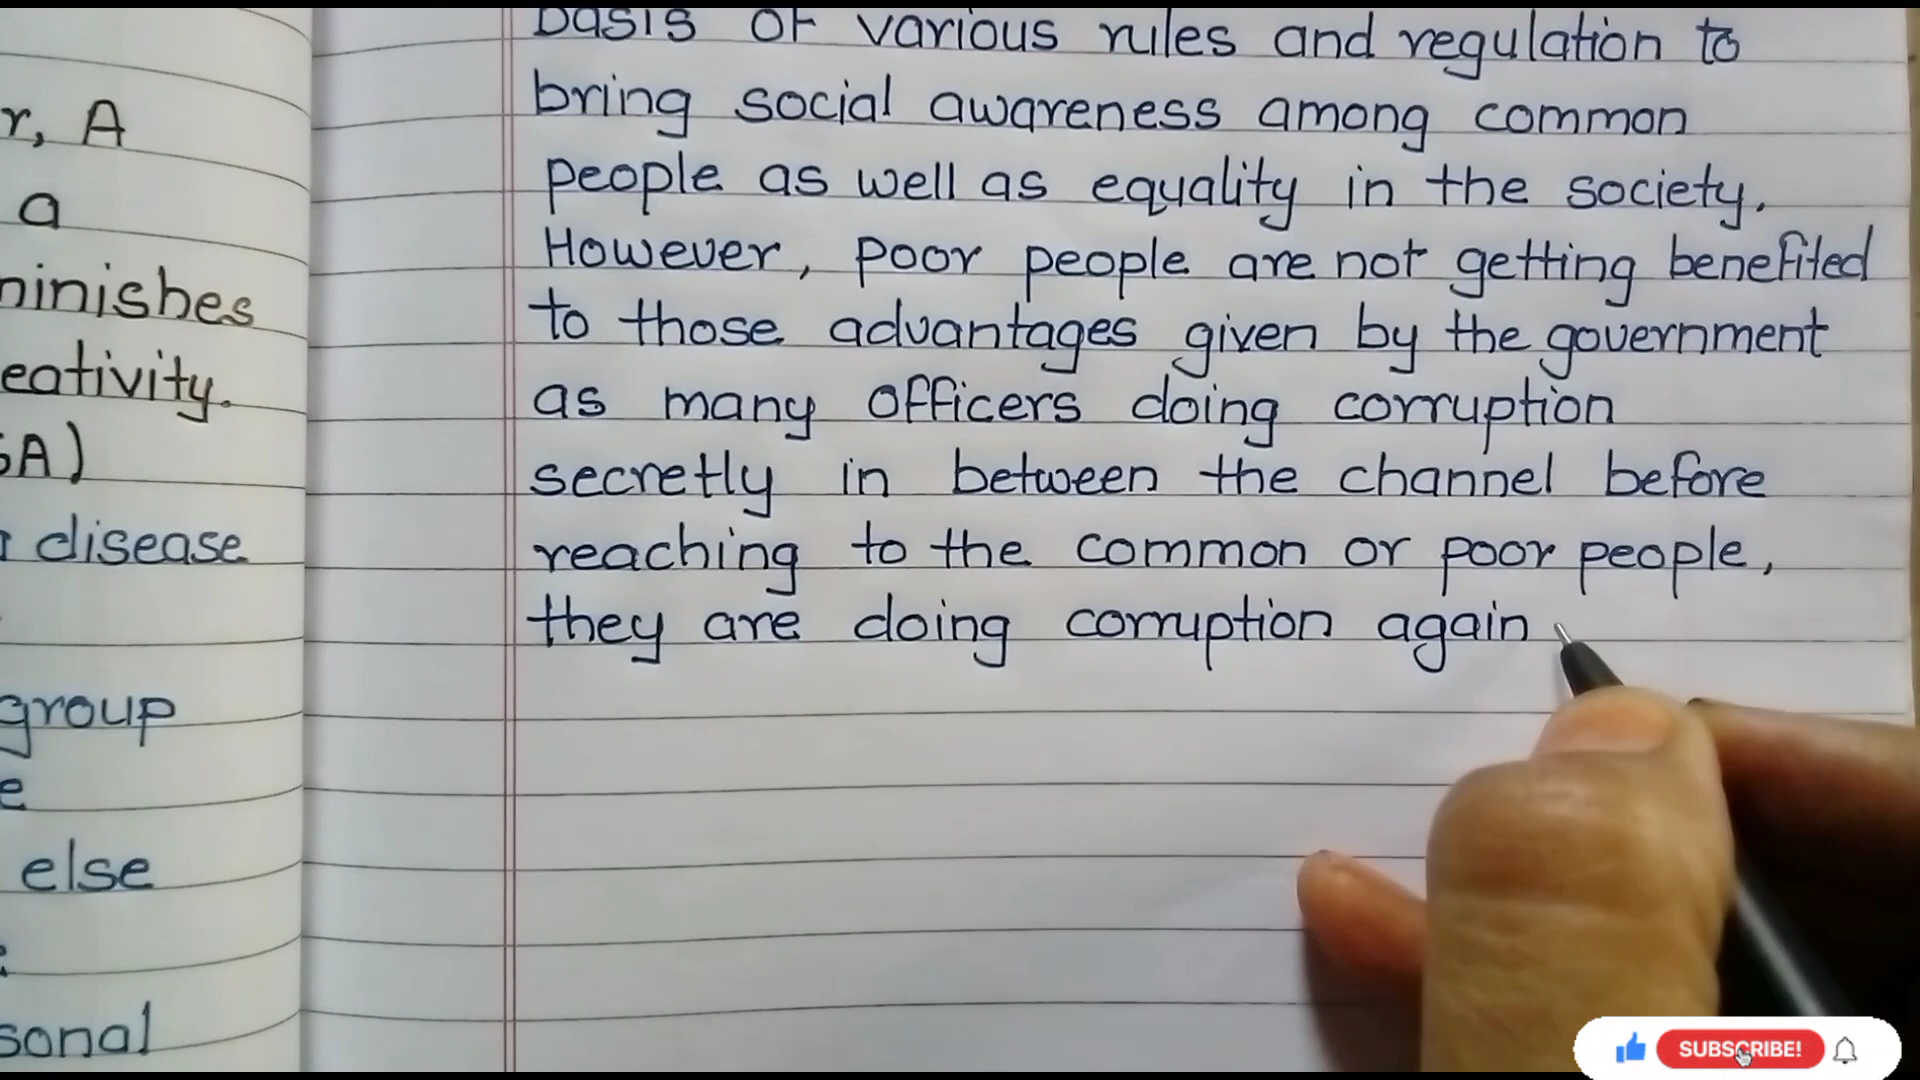 r, A
a
minishes
eativity.
SA)
disease
group
e
else
sonal
basis of various rules and regulation to
bring social awareness among common
people as well as equality in the society.
However, poor people are not getting benefited
to those advantages given by the government
as many officers doing corruption
secretly in between the channel before
reaching to the common or poor people,
they are doing corruption again
SUBSCRIBE!